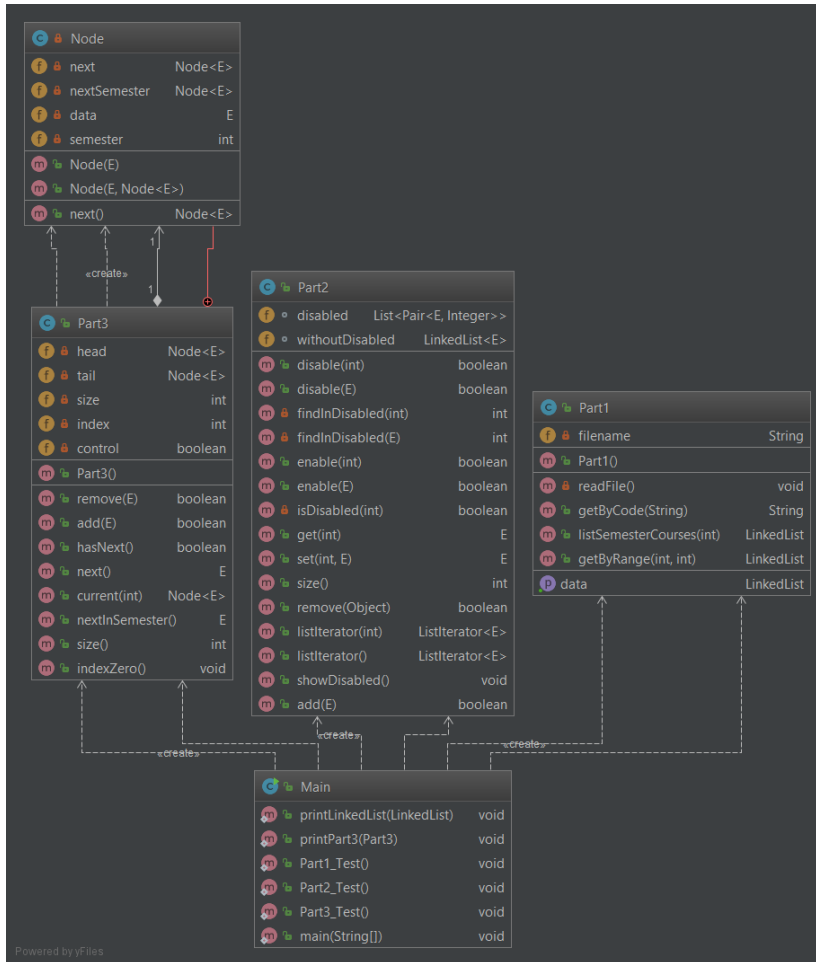 Node
next Node<E>
nextSemester Node<E>
data E
semester int
Node(E)
Node(E, Node<E>)
next() Node<E>
1
«create»
1
Part3
head Node<E>
tail Node<E>
size int
index int
control boolean
Part3()
remove(E) boolean
add(E) boolean
hasNext() boolean
next() E
current(int) Node<E>
nextInSemester() E
size() int
indexZero() void
Part2
disabled List<Pair<E, Integer>>
withoutDisabled LinkedList<E>
disable(int) boolean
disable(E) boolean
findInDisabled(int) int
findInDisabled(E) int
enable(int) boolean
enable(E) boolean
isDisabled(int) boolean
get(int) E
set(int, E) E
size() int
remove(Object) boolean
listIterator(int) ListIterator<E>
listIterator() ListIterator<E>
showDisabled() void
add(E) boolean
Part1
filename String
Part1()
readFile() void
getByCode(String) String
listSemesterCourses(int) LinkedList
getByRange(int, int) LinkedList
data LinkedList
«create»
«create»
«create»
Main
printLinkedList(LinkedList) void
printPart3(Part3) void
Part1_Test() void
Part2_Test() void
Part3_Test() void
main(String[]) void
Powered by yFiles